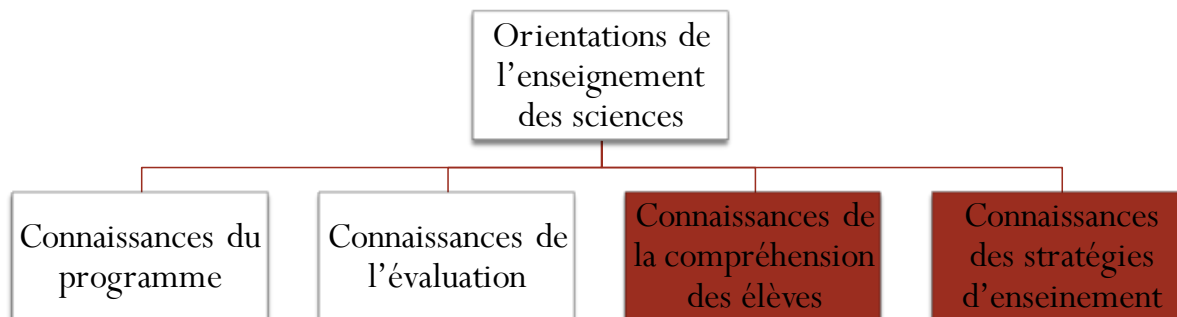 Orientations de
l’enseignement
des sciences
Connaissances du
programme
Connaissances de
l’évaluation
Connaissances de
la compréhension
des élèves
Connaissances
des stratégies
d’enseinement